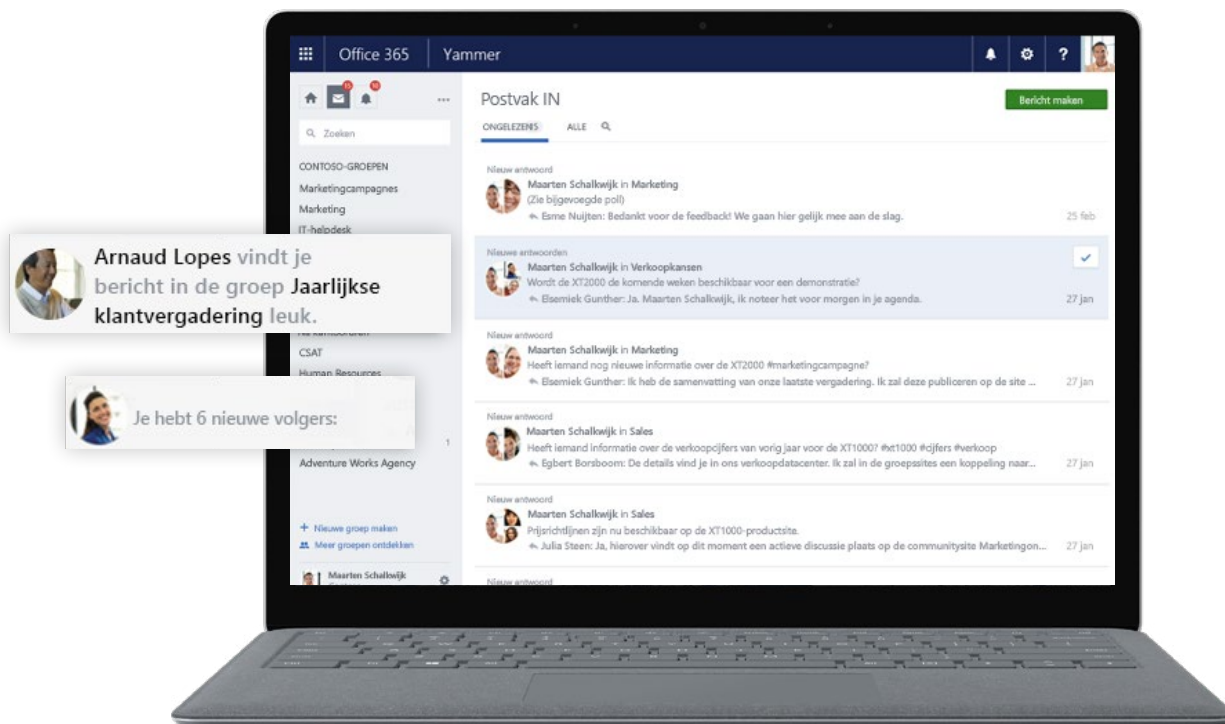 Office 365
Yammer
?
Postvak IN
Bericht maken
Zoeken
ONGELEZEN 15
ALLE
CONTOSO-GROEPEN
Marketingcampagnes
Marketing
IT-helpdesk
CSAT
Human Resources
1
Adventure Works Agency
+ Nieuwe groep maken
Meer groepen ontdekken
Maarten Schalkwijk
Arnaud Lopes vindt je
bericht in de groep Jaarlijkse
klantvergadering leuk.
Je hebt 6 nieuwe volgers:
Nieuw antwoord
Maarten Schalkwijk in Marketing
(Zie bijgevoegde poll)
Esme Nuijten: Bedankt voor de feedback! We gaan hier gelijk mee aan de slag.
25 feb
Nieuwe antwoorden
Maarten Schalkwijk in Verkoopkansen
Wordt de XT2000 de komende weken beschikbaar voor een demonstratie?
Elsemiek Gunther: Ja. Maarten Schalkwijk, ik noteer het voor morgen in je agenda.
27 jan
Nieuw antwoord
Maarten Schalkwijk in Marketing
Heeft iemand nog nieuwe informatie over de XT2000 #marketingcampagne?
Elsemiek Gunther: Ik heb de samenvatting van onze laatste vergadering. Ik zal deze publiceren op de site ...
27 jan
Nieuw antwoord
Maarten Schalkwijk in Sales
Heeft iemand informatie over de verkoopcijfers van vorig jaar voor de XT1000? #xt1000 #cijfers #verkoop
Egbert Borsboom: De details vind je in ons verkoopdatacenter. Ik zal in de groepssites een koppeling naar...
27 jan
Nieuw antwoord
Maarten Schalkwijk in Sales
Prijsrichtlijnen zijn nu beschikbaar op de XT1000-productsite.
Julia Steen: Ja, hierover vindt op dit moment een actieve discussie plaats op de communitysite Marketingon...
27 jan
Nieuw antwoord